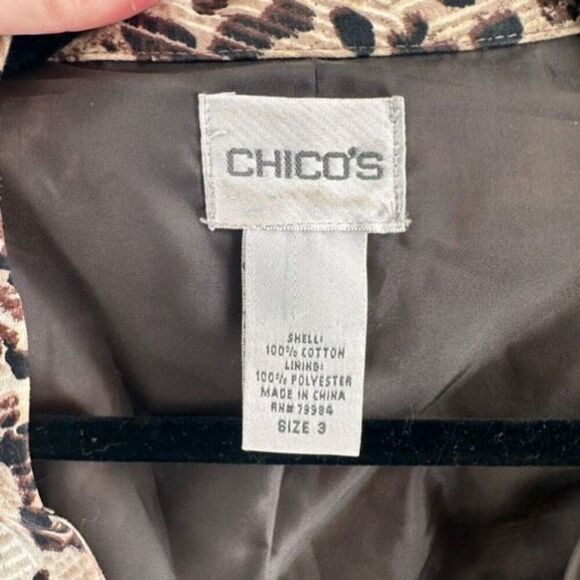 CHICO'S
SHELL:
100% COTTON
LINING:
100% POLYESTER
MADE IN CHINA
RN# 79984
SIZE 3